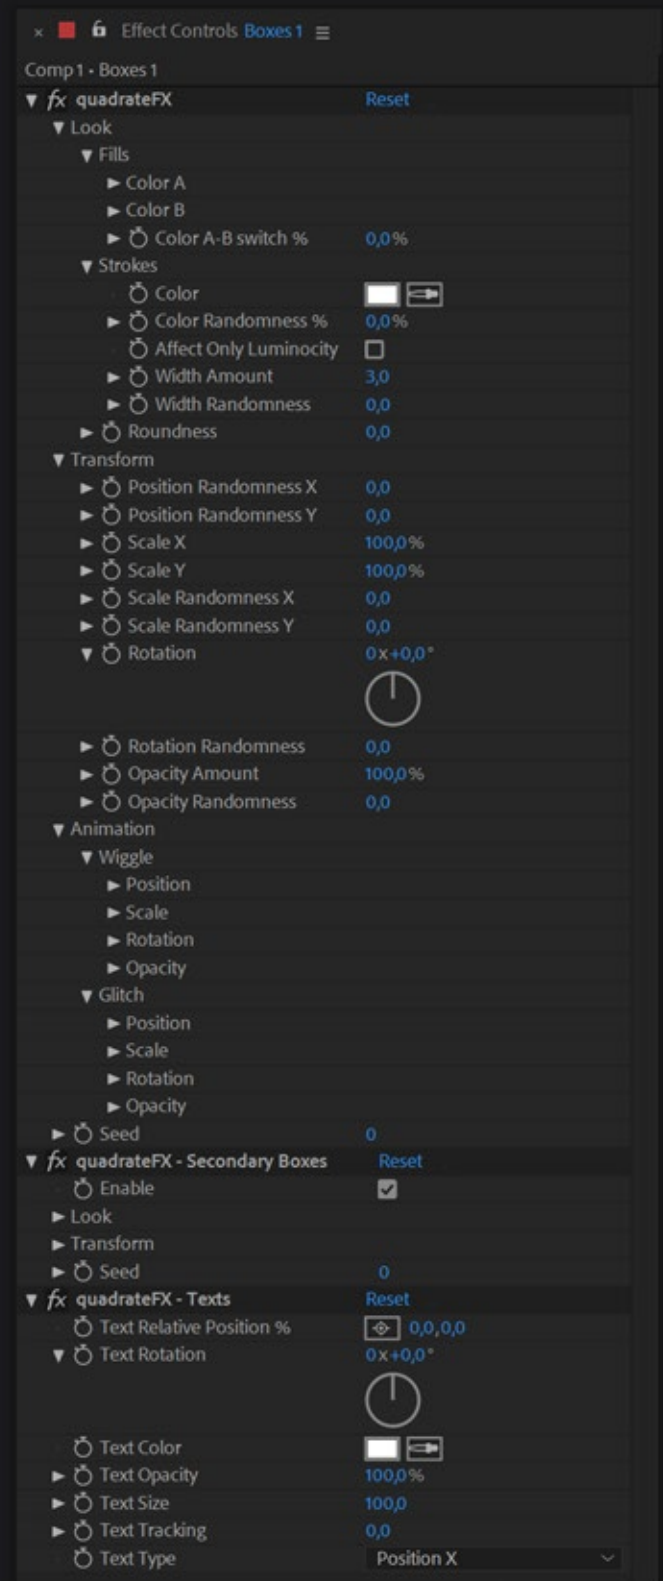 Effect Controls Boxes 1
Comp 1 • Boxes 1
fx quadrateFX Reset
Look
Fills
Color A
Color B
Color A-B switch % 0,0%
Strokes
Color
Color Randomness % 0,0%
Affect Only Luminocity
Width Amount 3,0
Width Randomness 0,0
Roundness 0,0
Transform
Position Randomness X 0,0
Position Randomness Y 0,0
Scale X 100,0%
Scale Y 100,0%
Scale Randomness X 0,0
Scale Randomness Y 0,0
Rotation 0x+0,0°
Rotation Randomness 0,0
Opacity Amount 100,0%
Opacity Randomness 0,0
Animation
Wiggle
Position
Scale
Rotation
Opacity
Glitch
Position
Scale
Rotation
Opacity
Seed 0
fx quadrateFX - Secondary Boxes Reset
Enable
Look
Transform
Seed 0
fx quadrateFX - Texts Reset
Text Relative Position % 0,0,0,0
Text Rotation 0x+0,0°
Text Color
Text Opacity 100,0%
Text Size 100,0
Text Tracking 0,0
Text Type Position X